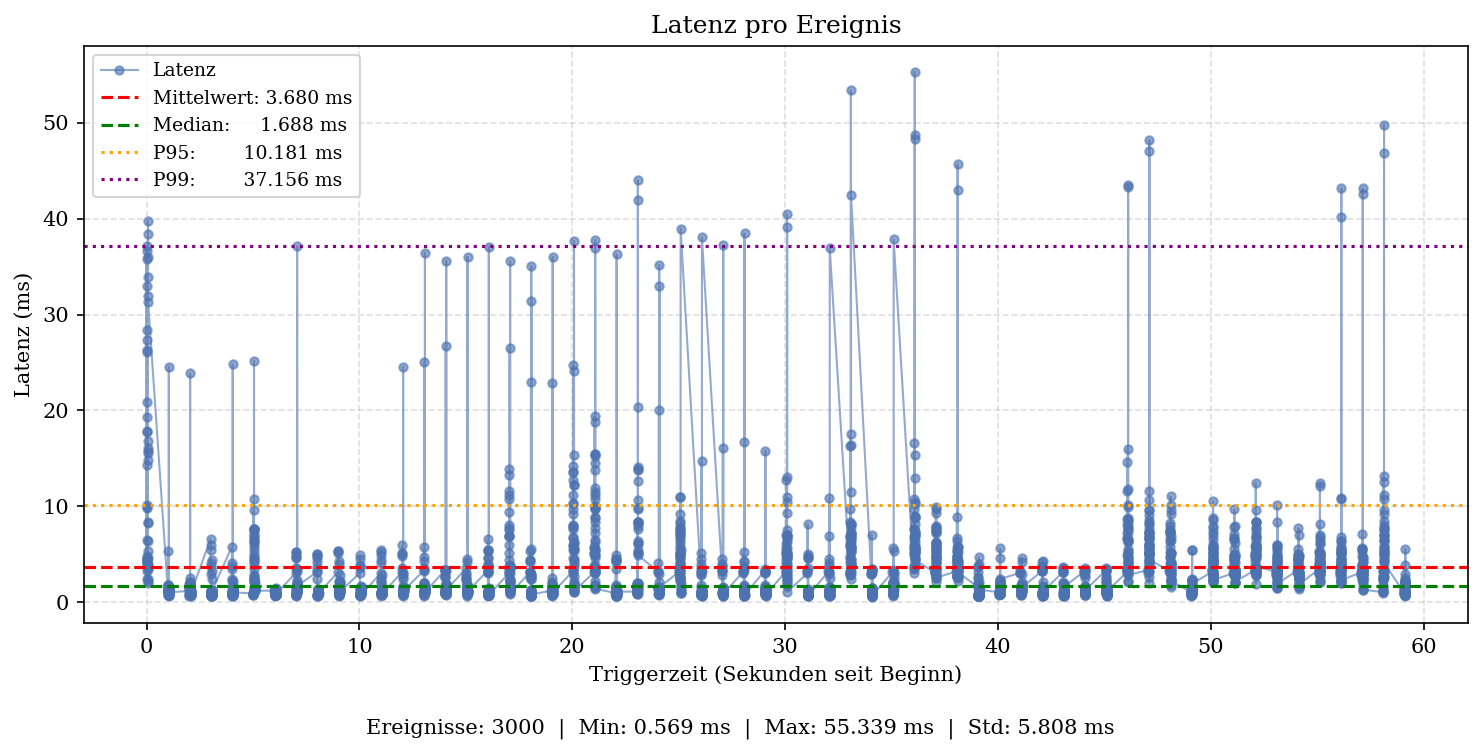 Latenz pro Ereignis
Latenz
Mittelwert: 3.680 ms
Median: 1.688 ms
P95: 10.181 ms
P99: 37.156 ms
Latenz (ms)
50
40
30
20
10
0
0 10 20 30 40 50 60
Triggerzeit (Sekunden seit Beginn)
Ereignisse: 3000 | Min: 0.569 ms | Max: 55.339 ms | Std: 5.808 ms